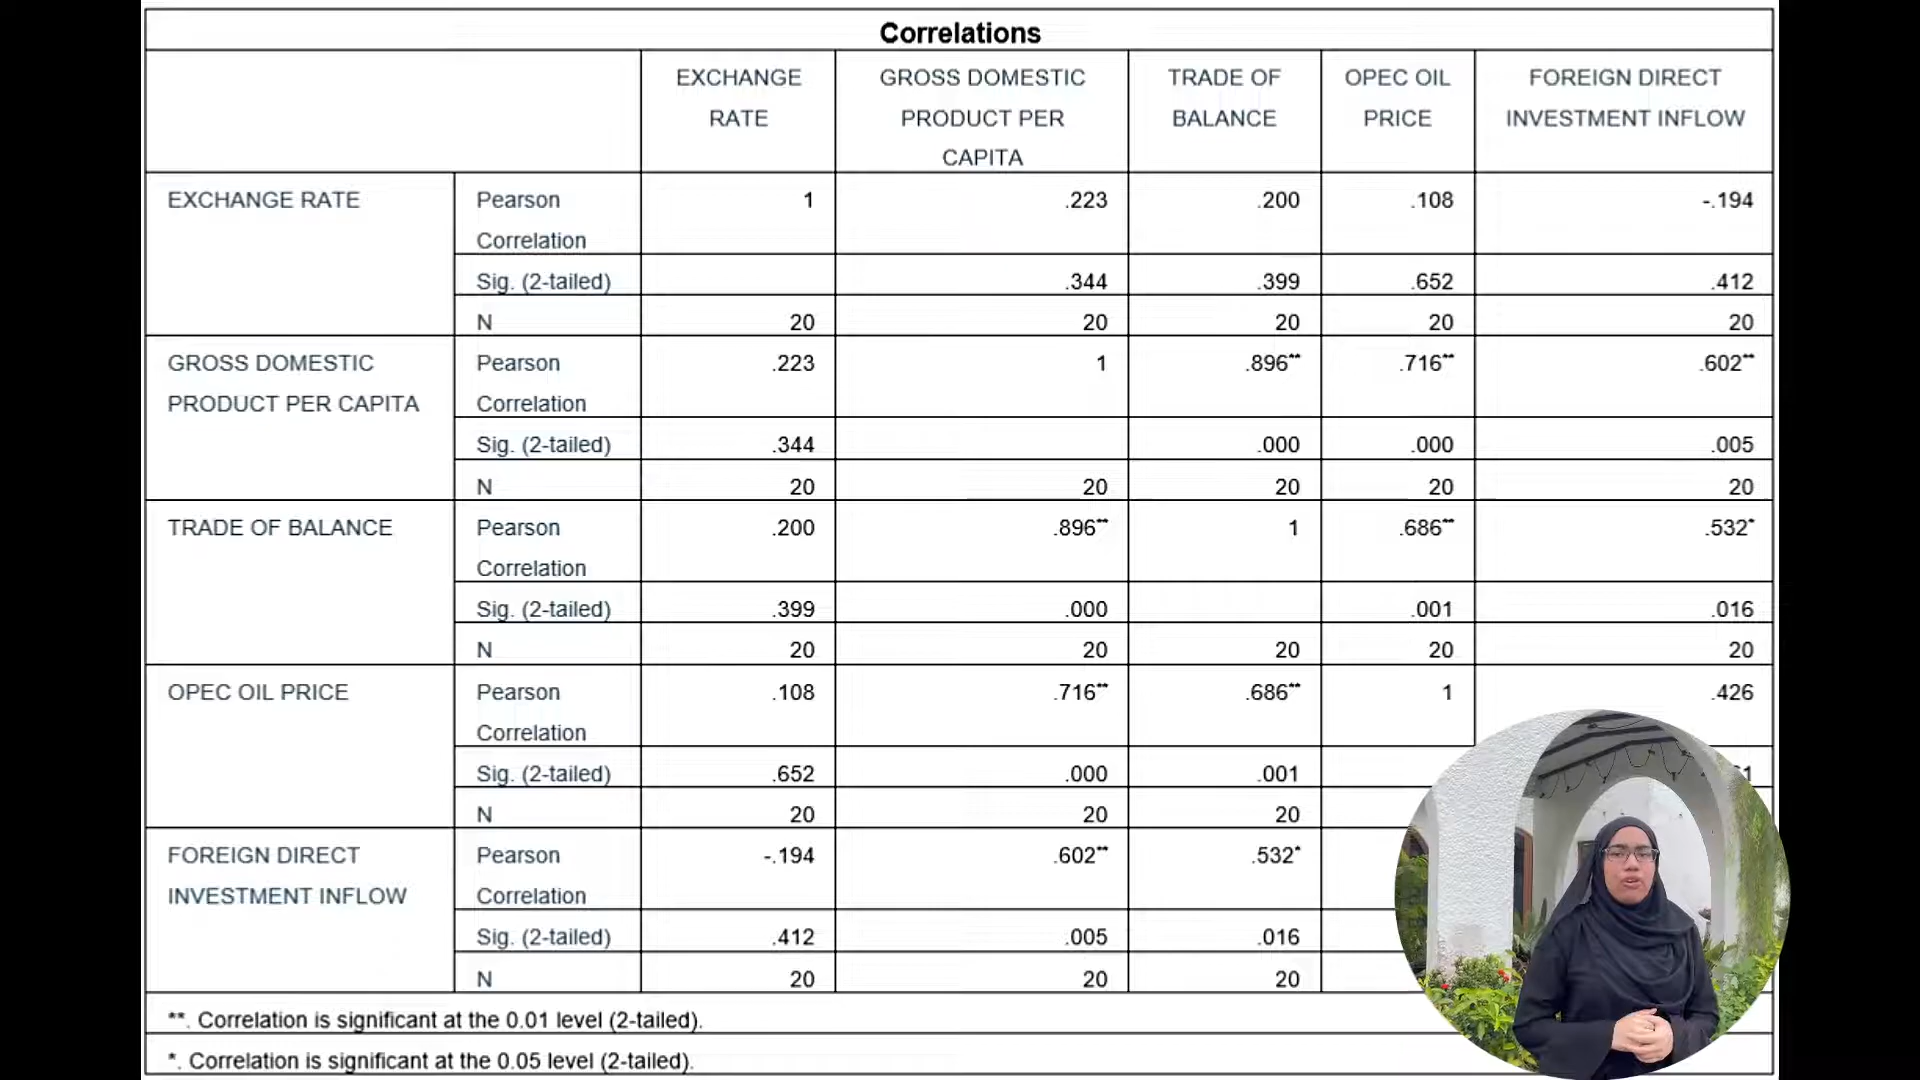 Correlations
EXCHANGE RATE GROSS DOMESTIC PRODUCT PER CAPITA TRADE OF BALANCE OPEC OIL PRICE FOREIGN DIRECT INVESTMENT INFLOW
EXCHANGE RATE Pearson Correlation 1 .223 .200 .108 -.194
Sig. (2-tailed) .344 .399 .652 .412
N 20 20 20 20 20
GROSS DOMESTIC PRODUCT PER CAPITA Pearson Correlation .223 1 .896** .716** .602**
Sig. (2-tailed) .344 .000 .000 .005
N 20 20 20 20 20
TRADE OF BALANCE Pearson Correlation .200 .896** 1 .686** .532*
Sig. (2-tailed) .399 .000 .001 .016
N 20 20 20 20 20
OPEC OIL PRICE Pearson Correlation .108 .716** .686** 1 .426
Sig. (2-tailed) .652 .000 .001
N 20 20 20
FOREIGN DIRECT INVESTMENT INFLOW Pearson Correlation -.194 .602** .532*
Sig. (2-tailed) .412 .005 .016
N 20 20 20
**. Correlation is significant at the 0.01 level (2-tailed).
*. Correlation is significant at the 0.05 level (2-tailed).